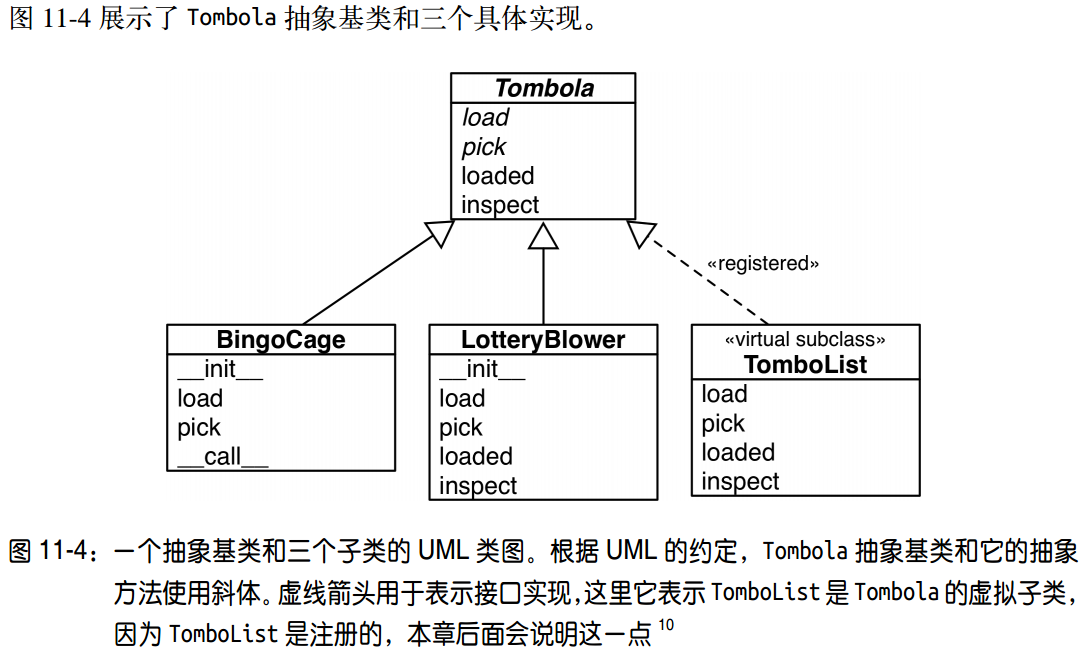 图 11-4 展示了 Tombola 抽象基类和三个具体实现。
Tombola
load
pick
loaded
inspect
«registered»
BingoCage
__init__
load
pick
__call__
LotteryBlower
__init__
load
pick
loaded
inspect
«virtual subclass»
TomboList
load
pick
loaded
inspect
图 11-4：一个抽象基类和三个子类的 UML 类图。根据 UML 的约定，Tombola 抽象基类和它的抽象
方法使用斜体。虚线箭头用于表示接口实现，这里它表示 TomboList 是 Tombola 的虚拟子类，
因为 TomboList 是注册的，本章后面会说明这一点 10